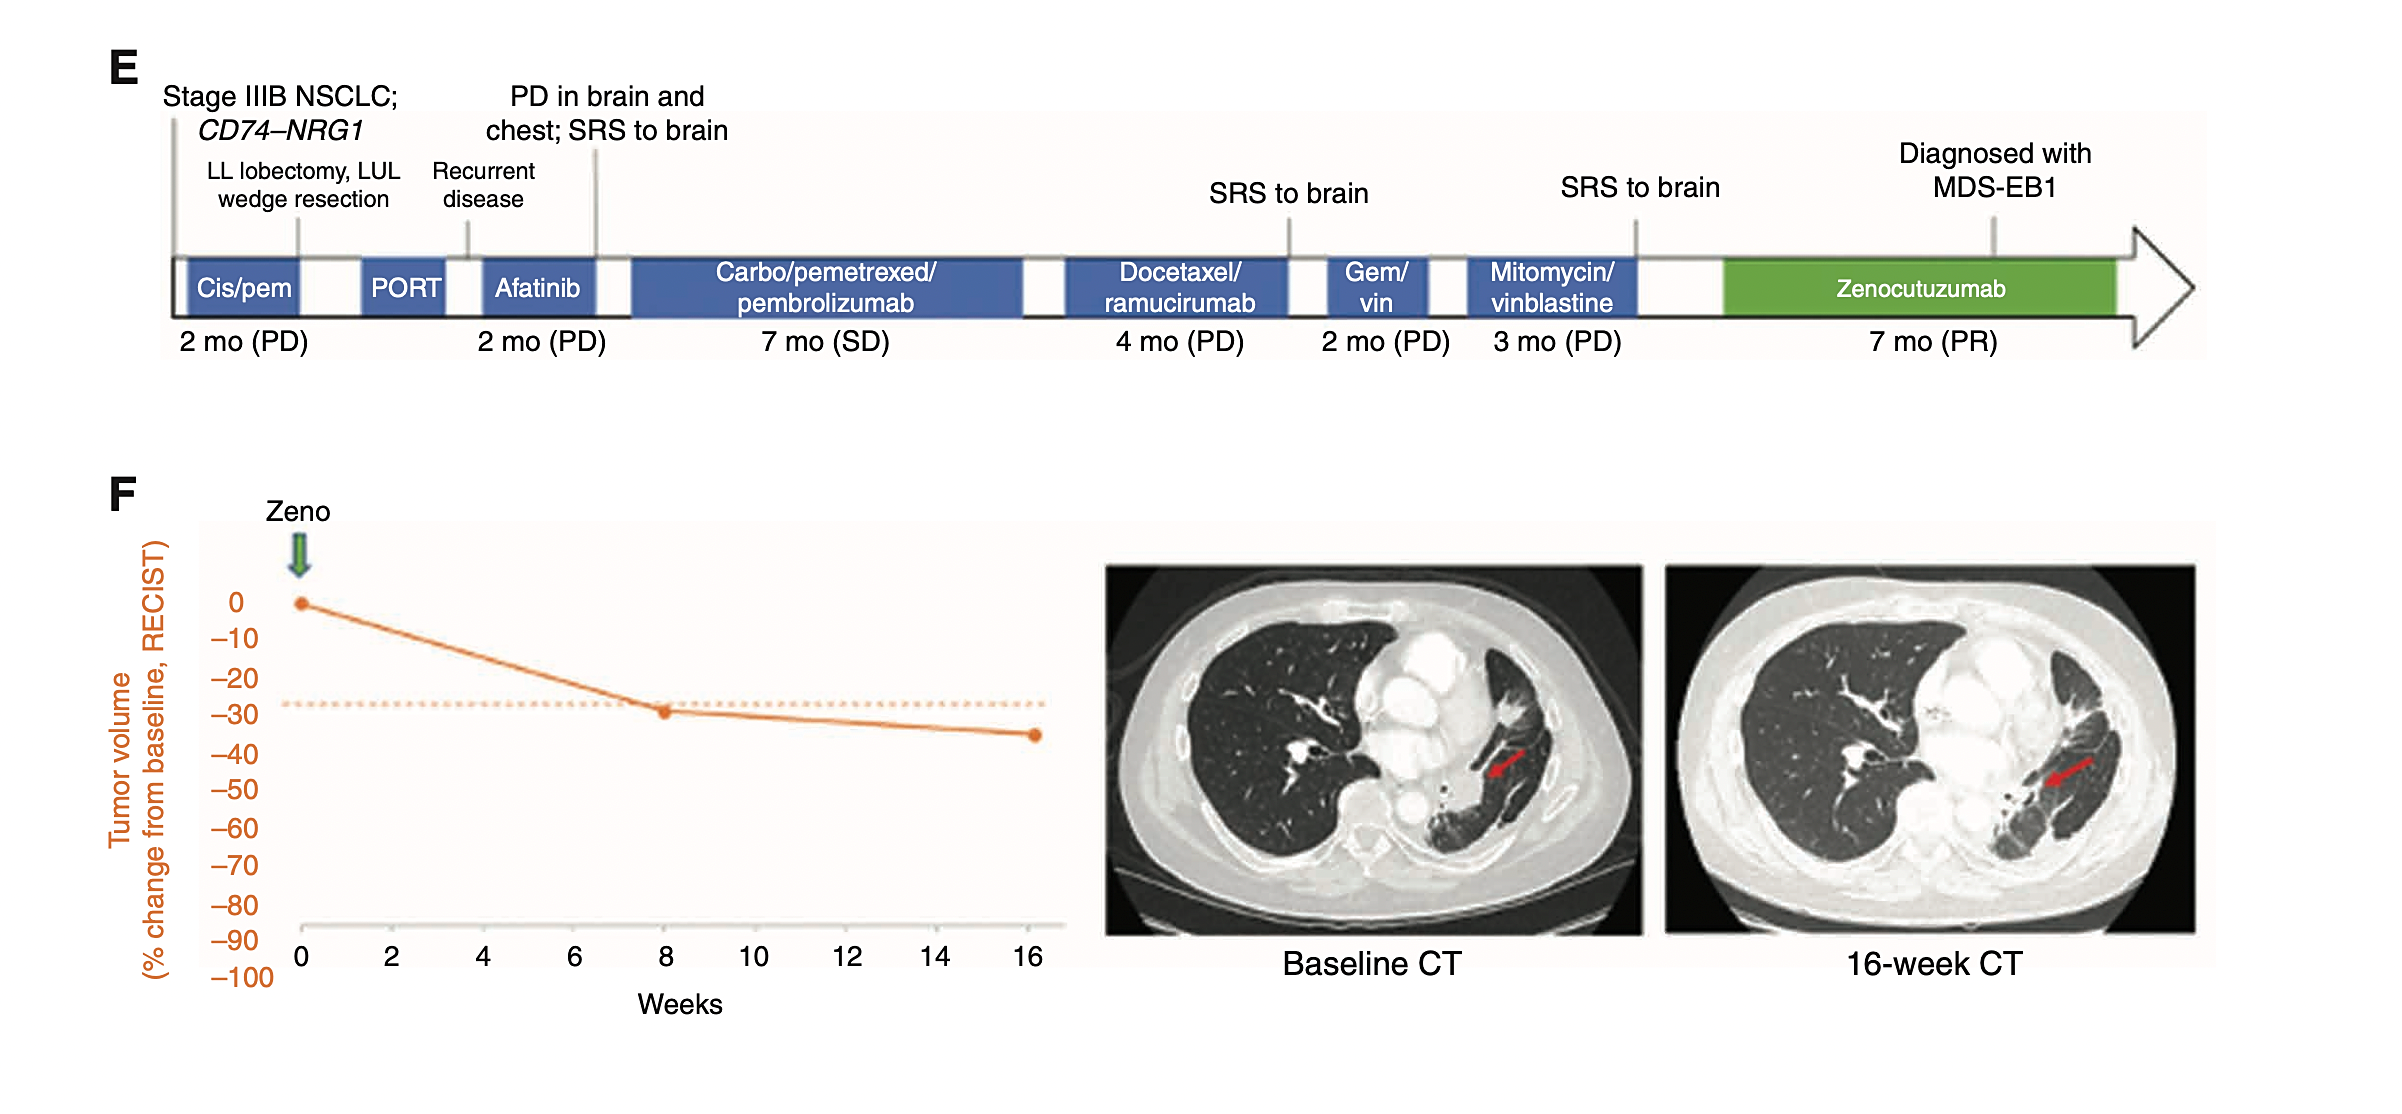 E
Stage IIIB NSCLC;
CD74–NRG1
LL lobectomy, LUL
wedge resection
Recurrent
disease
PD in brain and
chest; SRS to brain
SRS to brain
SRS to brain
Diagnosed with
MDS-EB1
Cis/pem
PORT
Afatinib
Carbo/pemetrexed/
pembrolizumab
Docetaxel/
ramucirumab
Gem/
vin
Mitomycin/
vinblastine
Zenocutuzumab
2 mo (PD)
2 mo (PD)
7 mo (SD)
4 mo (PD)
2 mo (PD)
3 mo (PD)
7 mo (PR)
F
Zeno
Tumor volume
(% change from baseline, RECIST)
0
–10
–20
–30
–40
–50
–60
–70
–80
–90
–100
0 2 4 6 8 10 12 14 16
Weeks
Baseline CT
16-week CT